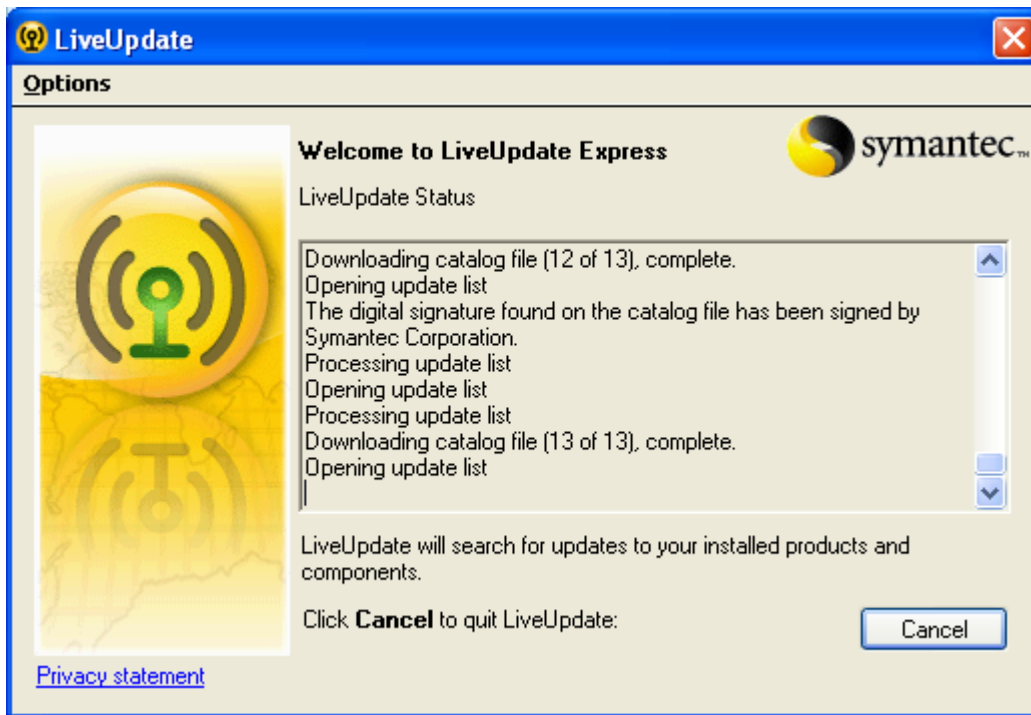 LiveUpdate
Options
symantec™
Welcome to LiveUpdate Express
LiveUpdate Status
Downloading catalog file (12 of 13), complete.
Opening update list
The digital signature found on the catalog file has been signed by
Symantec Corporation.
Processing update list
Opening update list
Processing update list
Downloading catalog file (13 of 13), complete.
Opening update list
LiveUpdate will search for updates to your installed products and
components.
Click Cancel to quit LiveUpdate:
Cancel
Privacy statement